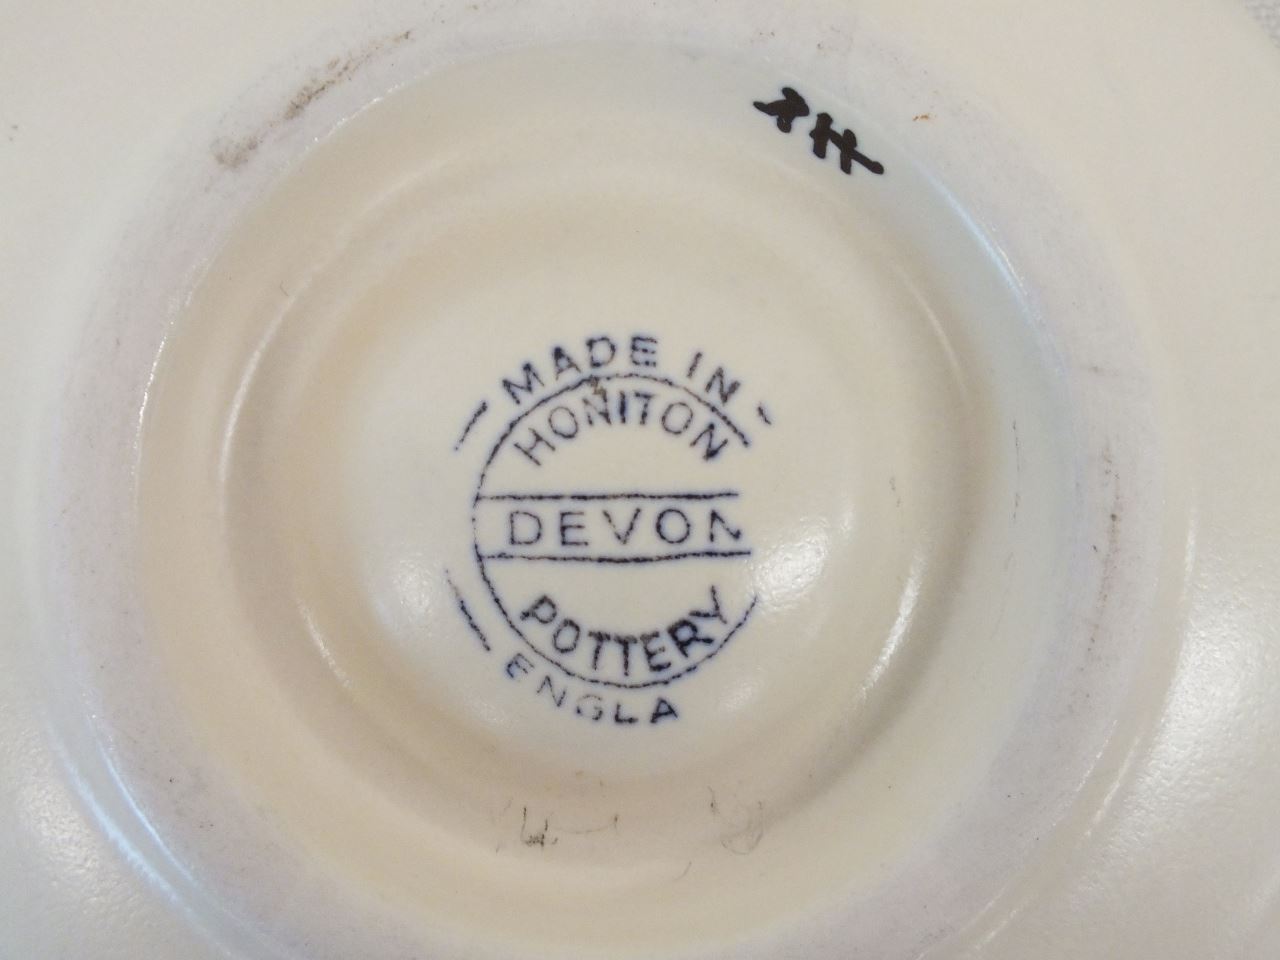 MADE IN
HONITON
DEVON
POTTERY
ENGLA